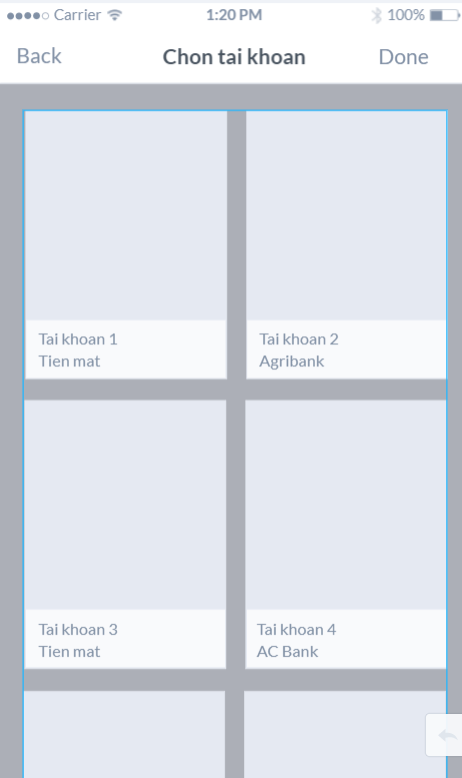 Carrier 1:20 PM 100%
Back Chon tai khoan Done
Tai khoan 1
Tien mat
Tai khoan 2
Agribank
Tai khoan 3
Tien mat
Tai khoan 4
AC Bank